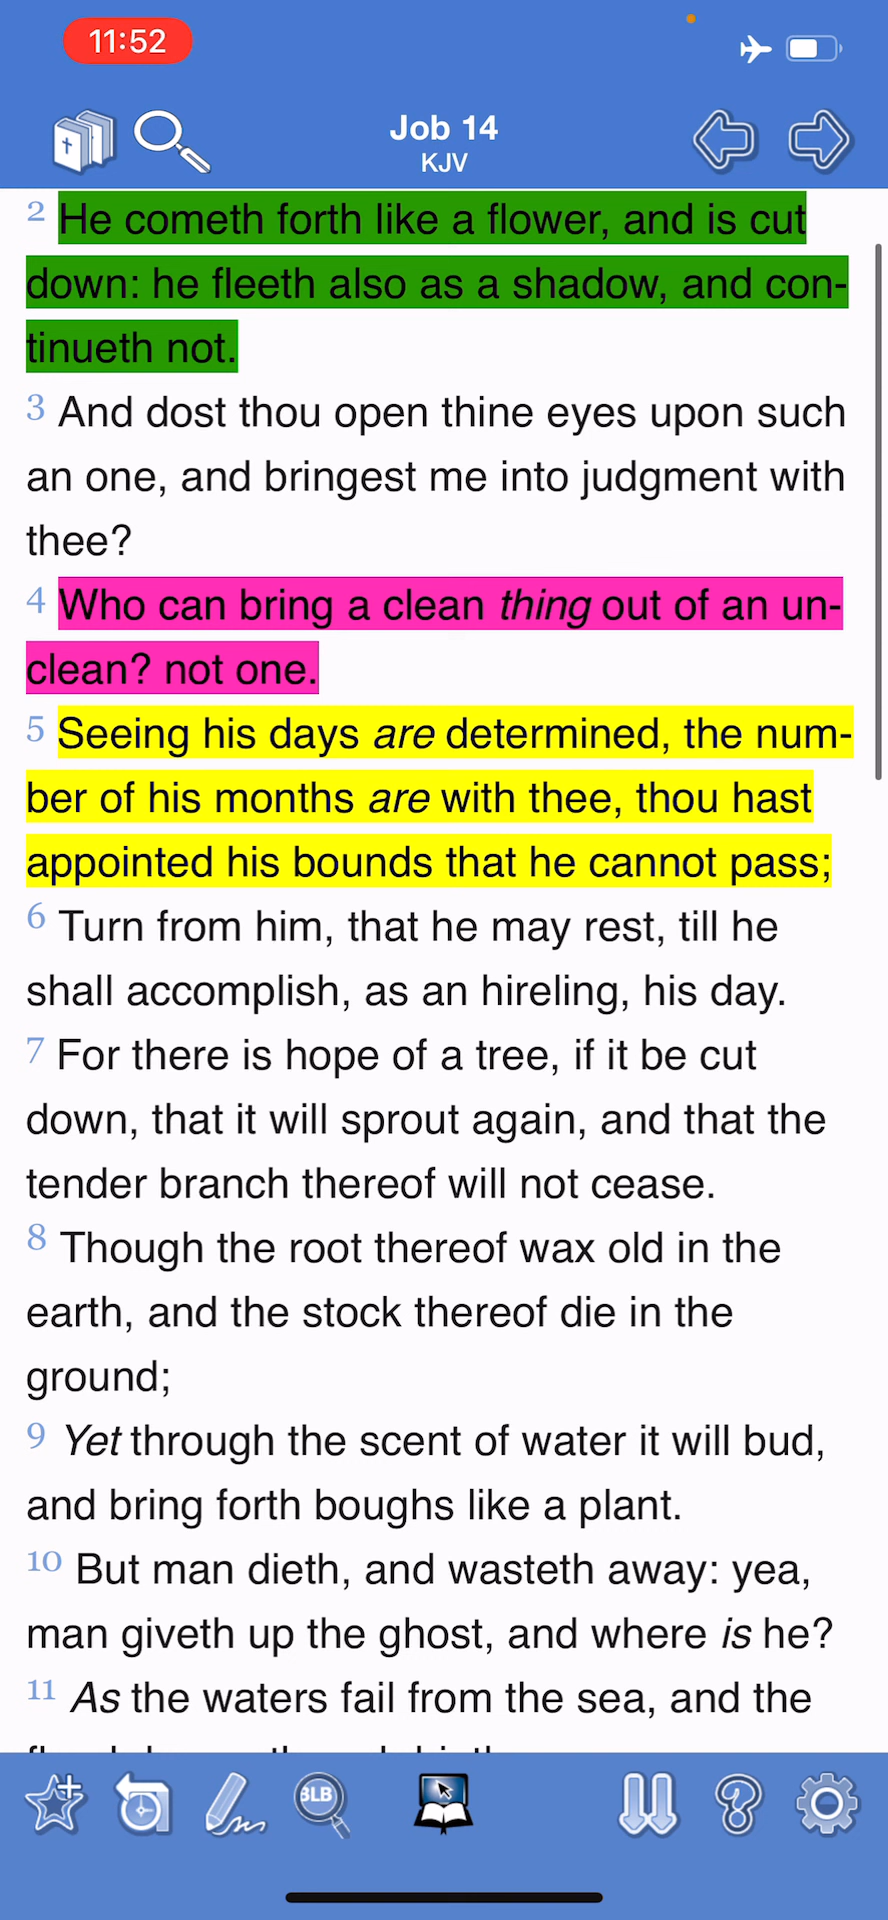 11:52
Job 14
KJV
2 He cometh forth like a flower, and is cut
down: he fleeth also as a shadow, and con-
tinueth not.
3 And dost thou open thine eyes upon such
an one, and bringest me into judgment with
thee?
4 Who can bring a clean thing out of an un-
clean? not one.
5 Seeing his days are determined, the num-
ber of his months are with thee, thou hast
appointed his bounds that he cannot pass;
6 Turn from him, that he may rest, till he
shall accomplish, as an hireling, his day.
7 For there is hope of a tree, if it be cut
down, that it will sprout again, and that the
tender branch thereof will not cease.
8 Though the root thereof wax old in the
earth, and the stock thereof die in the
ground;
9 Yet through the scent of water it will bud,
and bring forth boughs like a plant.
10 But man dieth, and wasteth away: yea,
man giveth up the ghost, and where is he?
11 As the waters fail from the sea, and the
BLB